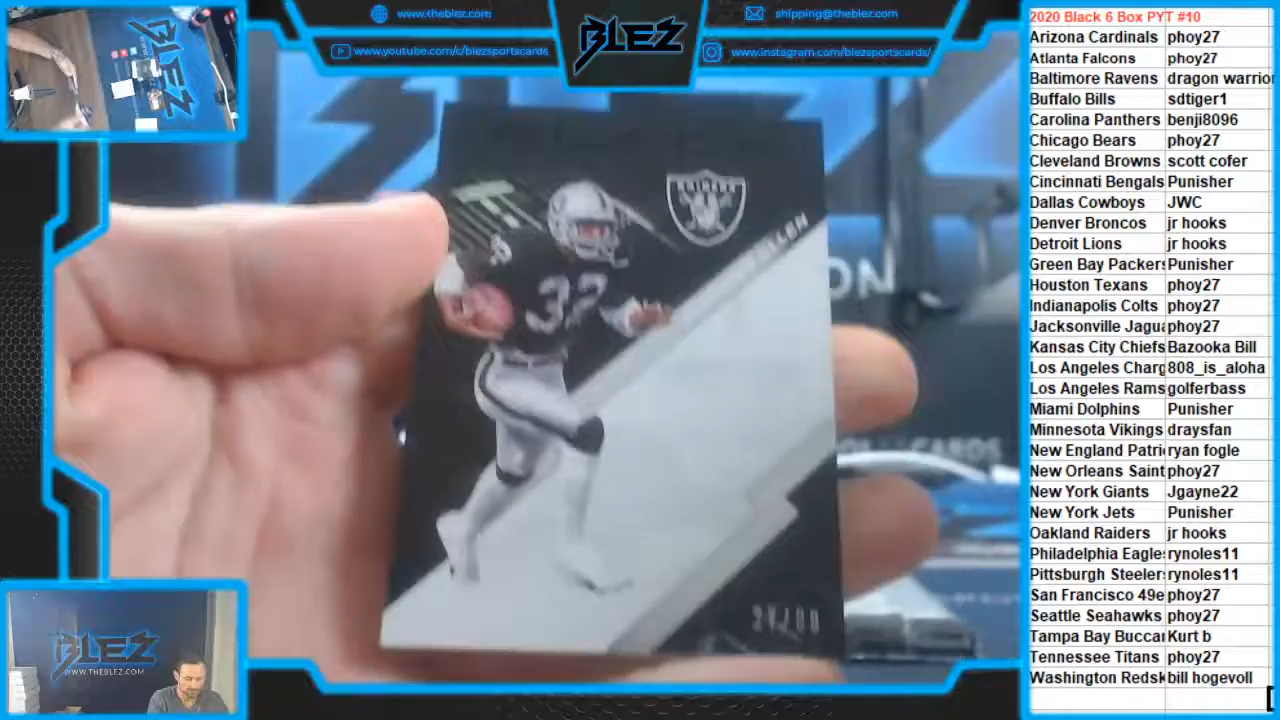 www.theblez.com
shipping@theblez.com
www.youtube.com/c/blezsportscards
www.instagram.com/blezsportscards/
BLEZ
RAIDERS
ALLEN
32
BLEZ
WWW.THEBLEZ.COM
2020 Black 6 Box PYT #10
Arizona Cardinals phoy27
Atlanta Falcons phoy27
Baltimore Ravens dragon warrior
Buffalo Bills sdtiger1
Carolina Panthers benji8096
Chicago Bears phoy27
Cleveland Browns scott cofer
Cincinnati Bengals Punisher
Dallas Cowboys JWC
Denver Broncos jr hooks
Detroit Lions jr hooks
Green Bay Packers Punisher
Houston Texans phoy27
Indianapolis Colts phoy27
Jacksonville Jagua phoy27
Kansas City Chiefs Bazooka Bill
Los Angeles Charg 808_is_aloha
Los Angeles Rams golferbass
Miami Dolphins Punisher
Minnesota Vikings draysfan
New England Patri ryan fogle
New Orleans Saint phoy27
New York Giants Jgayne22
New York Jets Punisher
Oakland Raiders jr hooks
Philadelphia Eagle rynoles11
Pittsburgh Steelers rynoles11
San Francisco 49e phoy27
Seattle Seahawks phoy27
Tampa Bay Buccan Kurt b
Tennessee Titans phoy27
Washington Redsk bill hogevoll